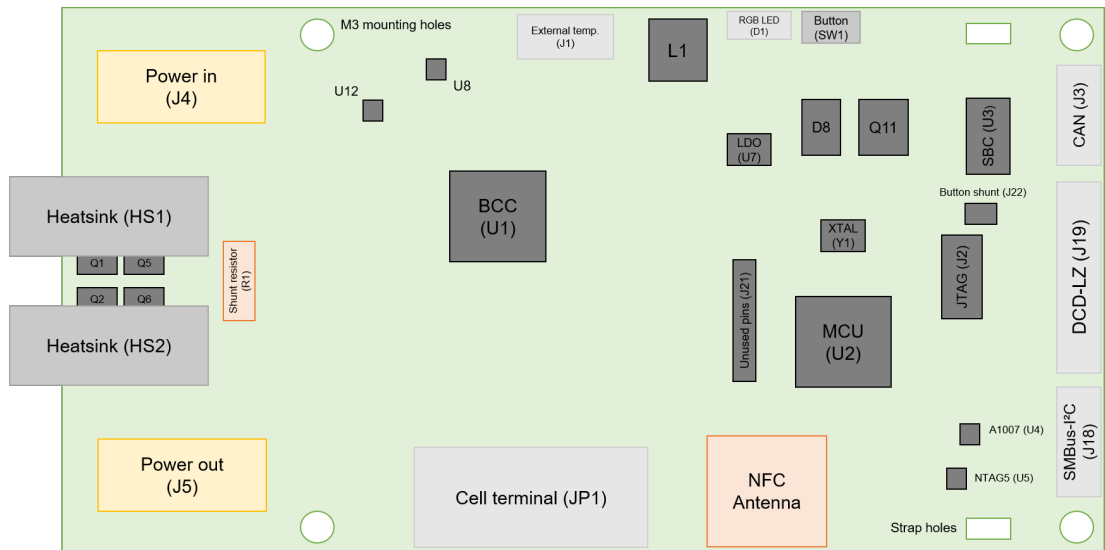 M3 mounting holes
External temp.
(J1)
RGB LED
(D1)
Button
(SW1)
L1
Power in
(J4)
U8
U12
D8
Q11
LDO
(U7)
SBC (U3)
CAN (J3)
Heatsink (HS1)
BCC
(U1)
Button shunt (J22)
XTAL
(Y1)
JTAG (J2)
DCD-LZ (J19)
Q1
Q5
Q2
Q6
Shunt resistor
(R1)
Unused pins (J21)
MCU
(U2)
Heatsink (HS2)
Power out
(J5)
Cell terminal (JP1)
NFC
Antenna
A1007 (U4)
NTAG5 (U5)
SMBus-I²C
(J18)
Strap holes